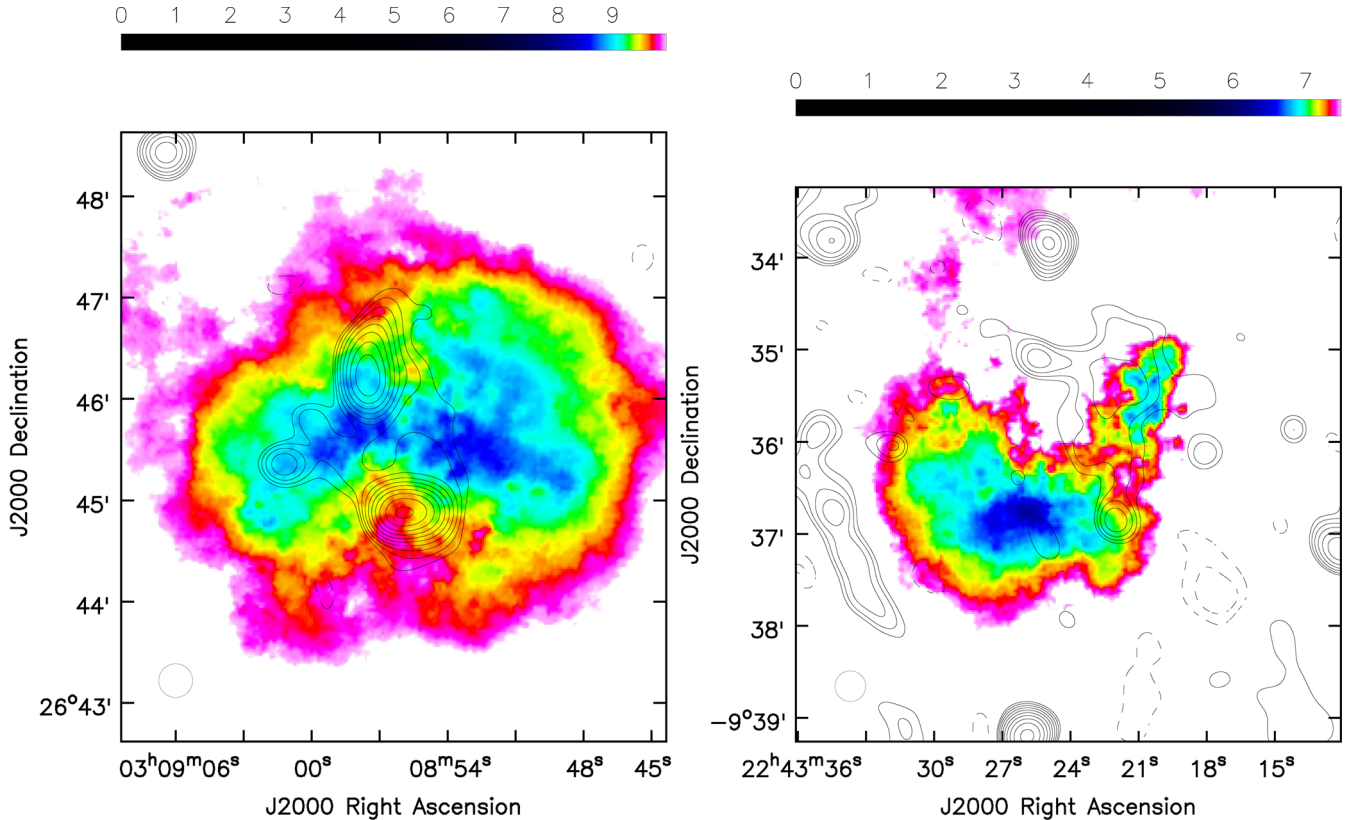 0 1 2 3 4 5 6 7 8 9
0 1 2 3 4 5 6 7
48'
47'
46'
45'
44'
26°43'
J2000 Declination
03ʰ09ᵐ06ˢ 00ˢ 08ᵐ54ˢ 48ˢ 45ˢ
J2000 Right Ascension
34'
35'
36'
37'
38'
−9°39'
J2000 Declination
22ʰ43ᵐ36ˢ 30ˢ 27ˢ 24ˢ 21ˢ 18ˢ 15ˢ
J2000 Right Ascension